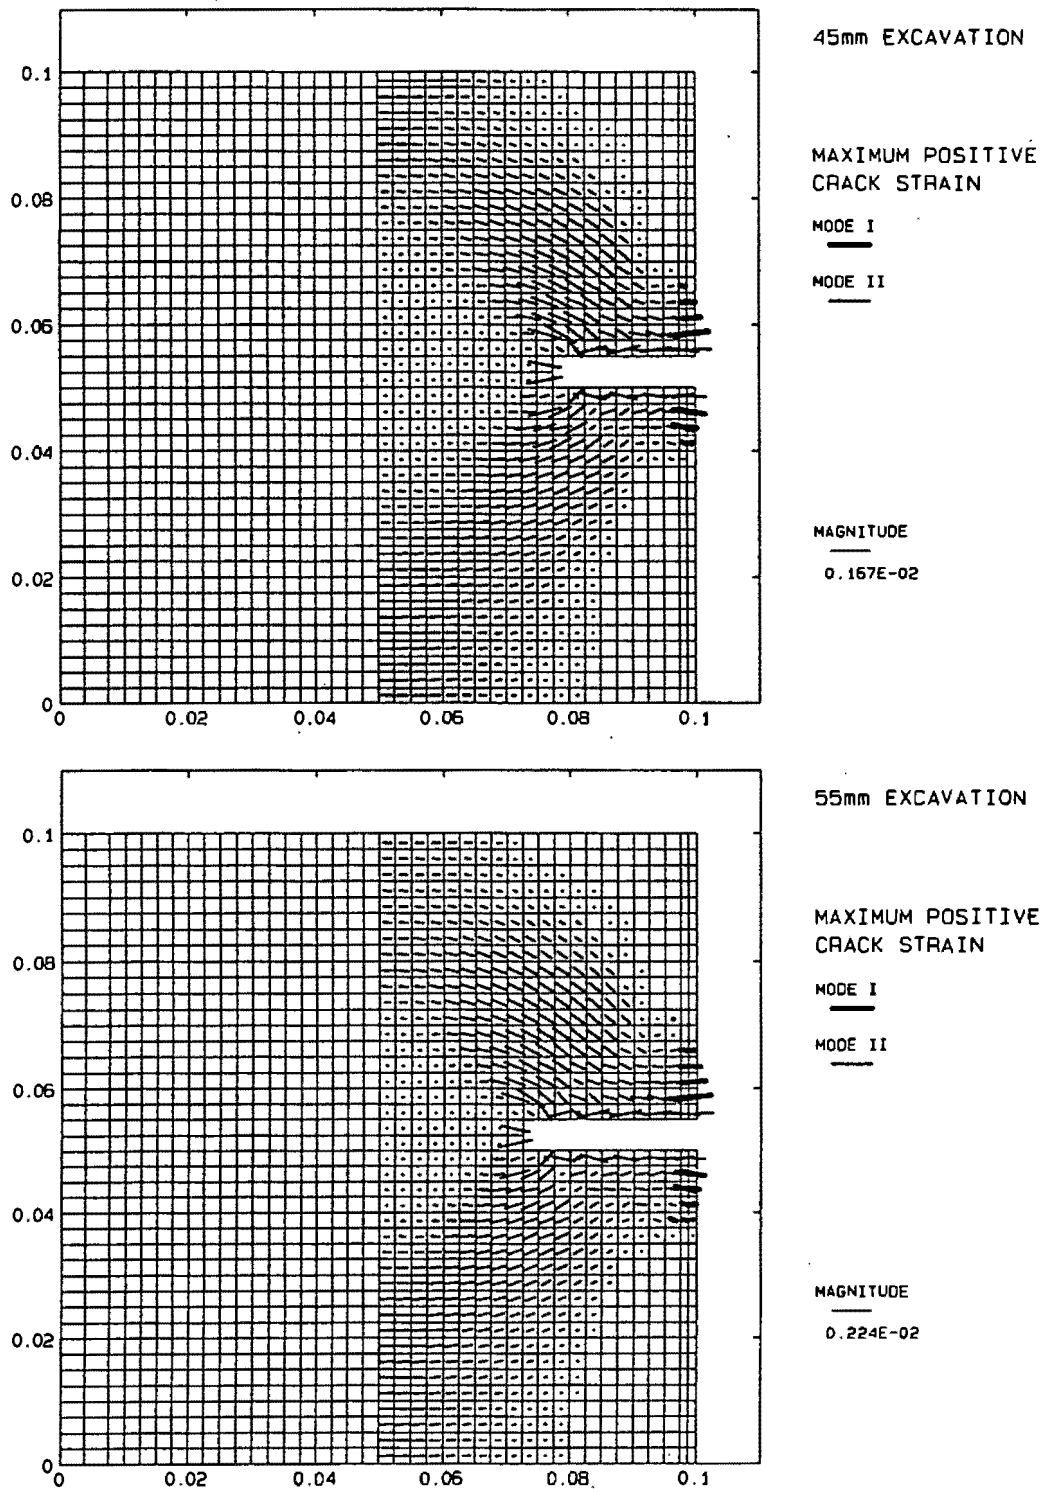 45mm EXCAVATION
0.1
MAXIMUM POSITIVE
CRACK STRAIN
0.08
MODE I
MODE II
0.06
0.04
MAGNITUDE
0.167E-02
0.02
0
0 0.02 0.04 0.06 0.08 0.1
55mm EXCAVATION
0.1
MAXIMUM POSITIVE
CRACK STRAIN
0.08
MODE I
MODE II
0.06
0.04
MAGNITUDE
0.224E-02
0.02
0
0 0.02 0.04 0.06 0.08 0.1